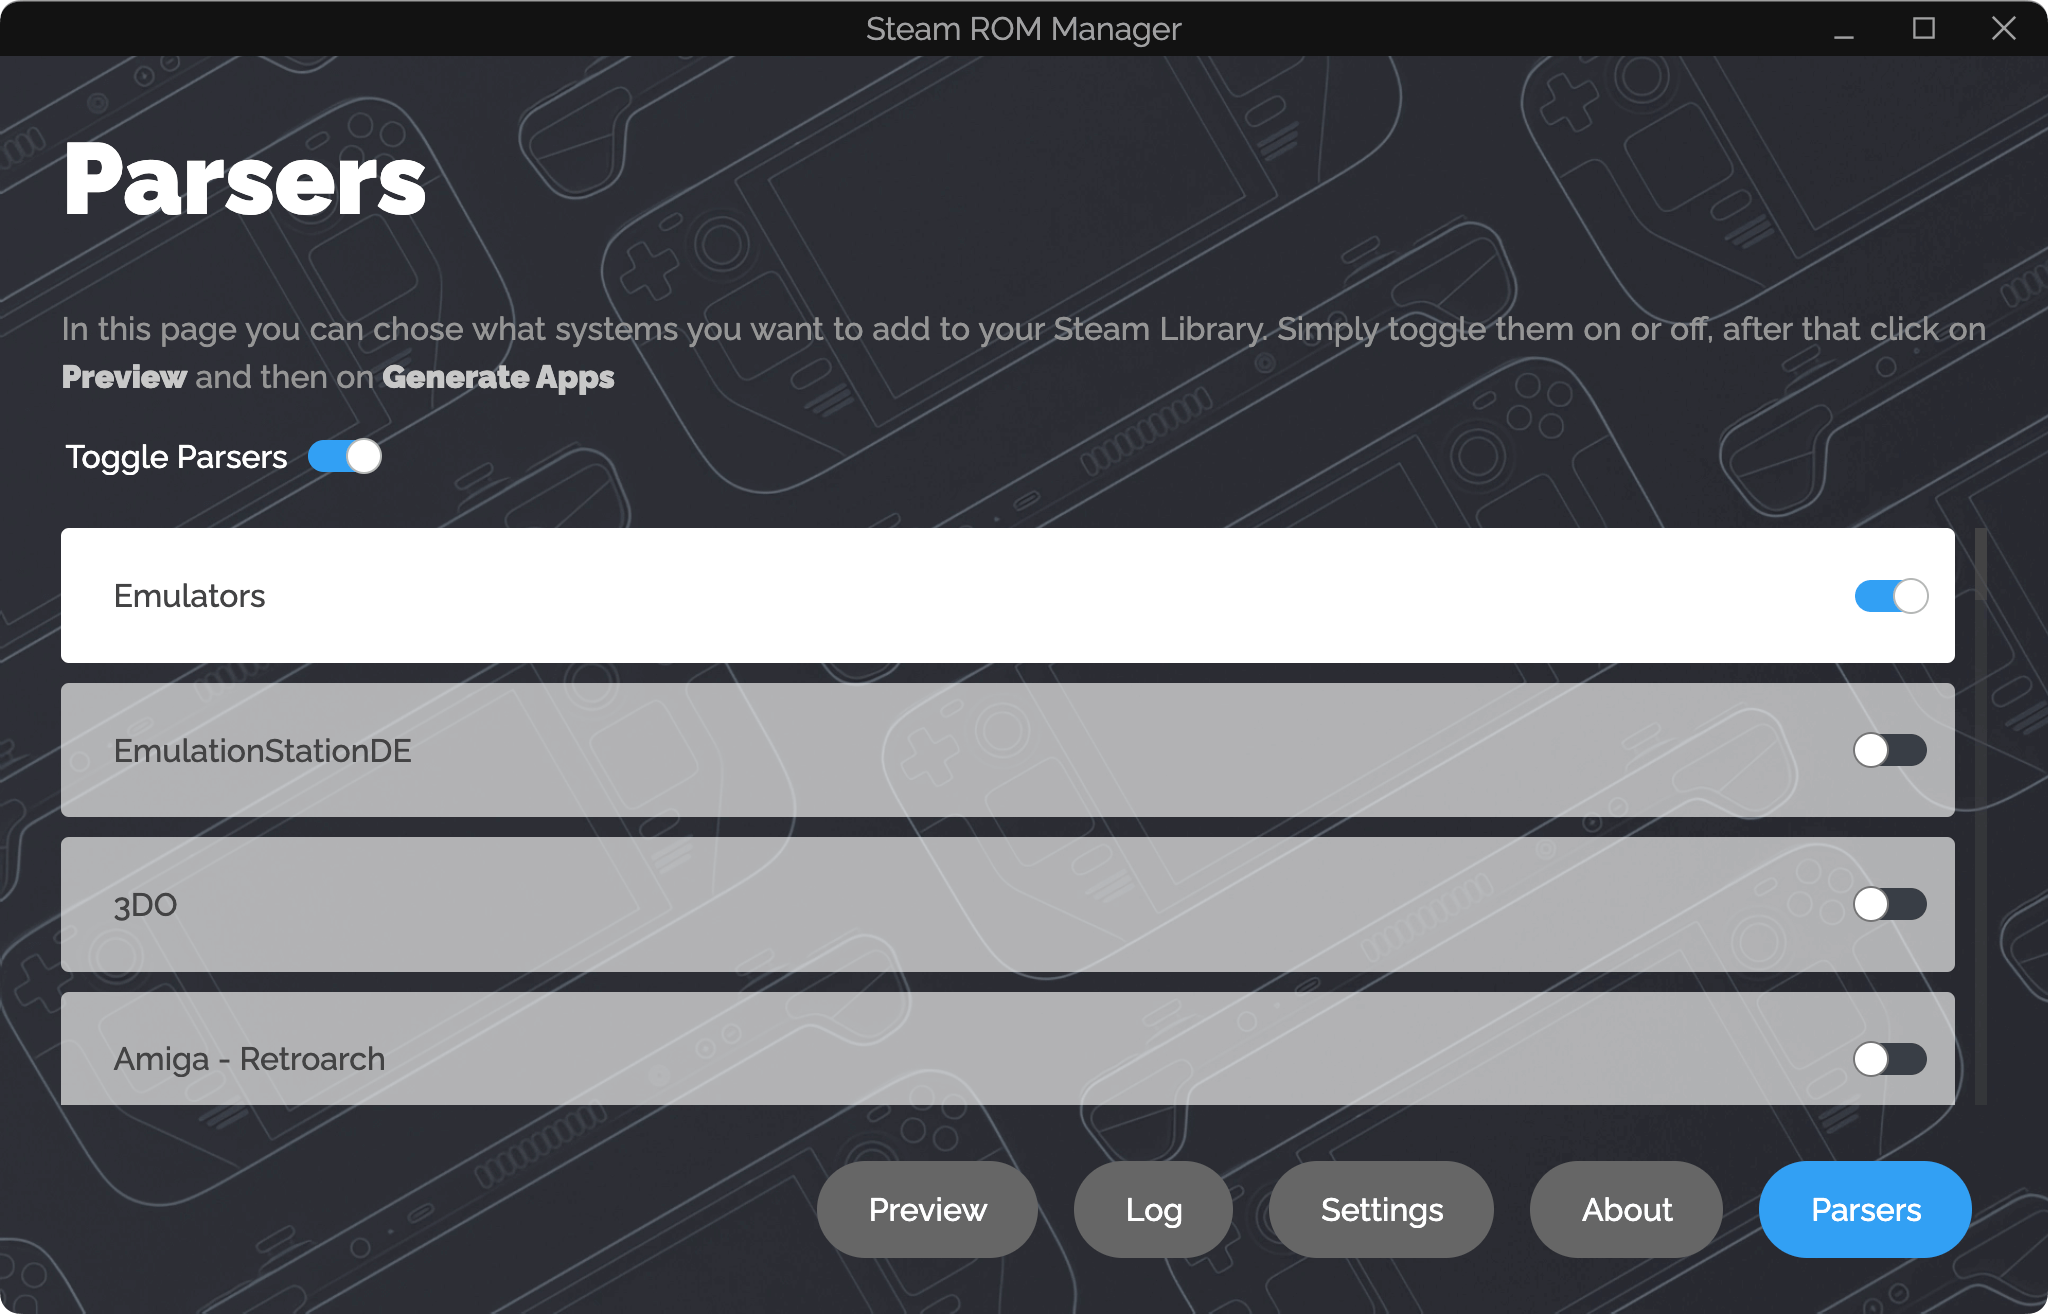 Steam ROM Manager
Parsers
In this page you can chose what systems you want to add to your Steam Library. Simply toggle them on or off, after that click on
Preview and then on Generate Apps
Toggle Parsers
Emulators
EmulationStationDE
3DO
Amiga - Retroarch
Preview
Log
Settings
About
Parsers